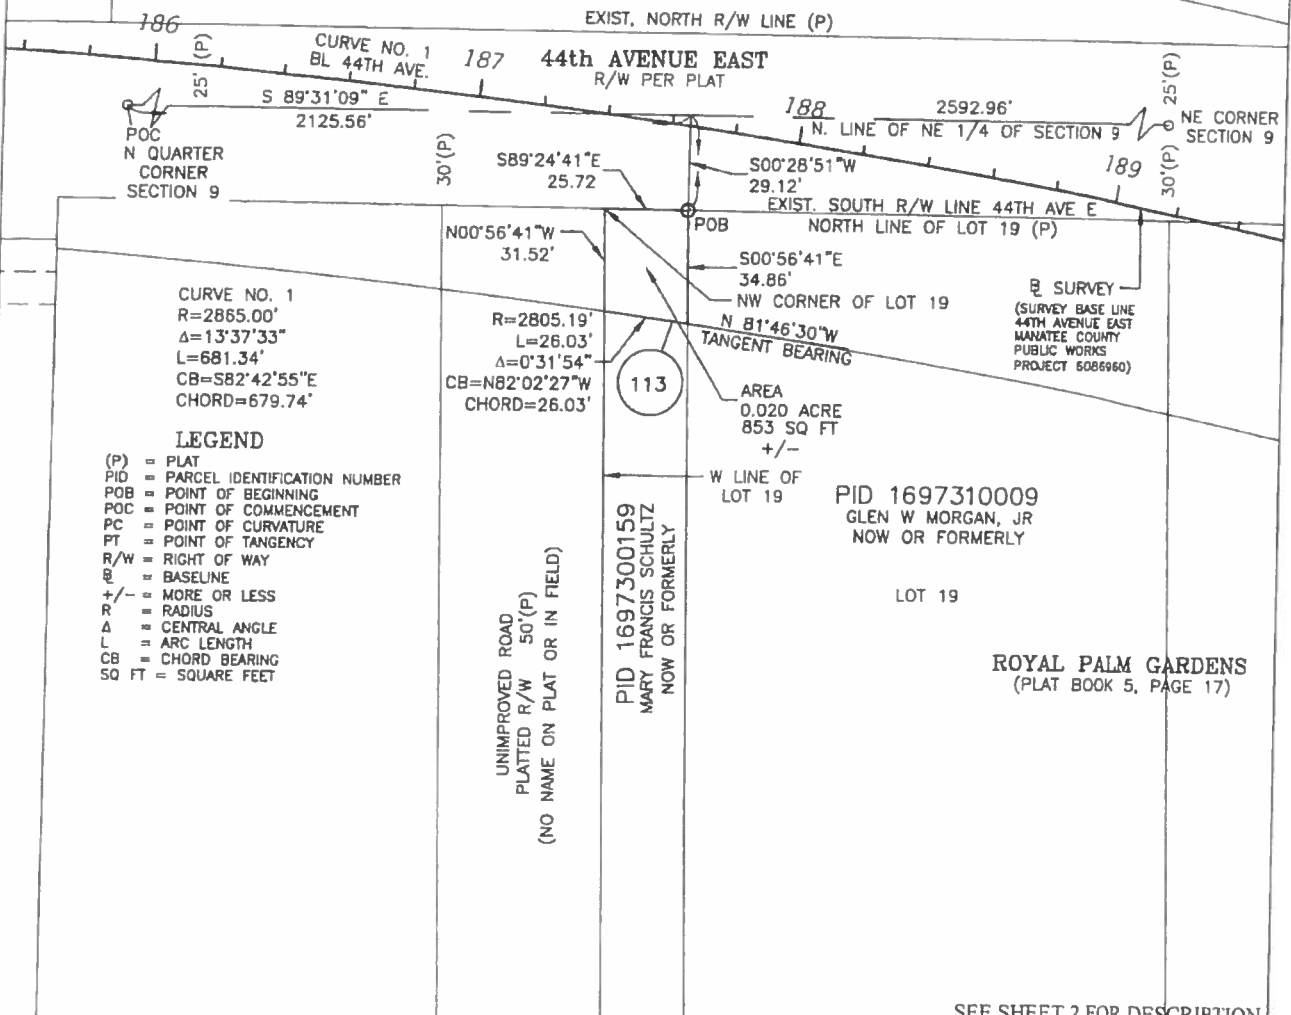 EXIST. NORTH R/W LINE (P)
186
25' (P)
CURVE NO. 1
BL 44TH AVE.
187
44th AVENUE EAST
R/W PER PLAT
25'(P)
S 89°31'09" E
2125.56'
188
2592.96'
N. LINE OF NE 1/4 OF SECTION 9
NE CORNER
SECTION 9
POC
N QUARTER
CORNER
SECTION 9
30'(P)
S89°24'41"E
25.72
S00°28'51"W
29.12'
189
30'(P)
EXIST. SOUTH R/W LINE 44TH AVE E
POB
NORTH LINE OF LOT 19 (P)
N00°56'41"W
31.52'
S00°56'41"E
34.86'
NW CORNER OF LOT 19
BL SURVEY
(SURVEY BASE LINE
44TH AVENUE EAST
MANATEE COUNTY
PUBLIC WORKS
PROJECT 6086960)
CURVE NO. 1
R=2865.00'
Δ=13°37'33"
L=681.34'
CB=S82°42'55"E
CHORD=679.74'
R=2805.19'
L=26.03'
Δ=0°31'54"
CB=N82°02'27"W
CHORD=26.03'
N 81°46'30"W
TANGENT BEARING
113
AREA
0.020 ACRE
853 SQ FT
+/-
LEGEND
(P) = PLAT
PID = PARCEL IDENTIFICATION NUMBER
POB = POINT OF BEGINNING
POC = POINT OF COMMENCEMENT
PC = POINT OF CURVATURE
PT = POINT OF TANGENCY
R/W = RIGHT OF WAY
BL = BASELINE
+/- = MORE OR LESS
R = RADIUS
Δ = CENTRAL ANGLE
L = ARC LENGTH
CB = CHORD BEARING
SQ FT = SQUARE FEET
W LINE OF
LOT 19
PID 1697310009
GLEN W MORGAN, JR
NOW OR FORMERLY
LOT 19
UNIMPROVED ROAD
PLATTED R/W 50'(P)
(NO NAME ON PLAT OR IN FIELD)
PID 1697300159
MARY FRANCIS SCHULTZ
NOW OR FORMERLY
ROYAL PALM GARDENS
(PLAT BOOK 5, PAGE 17)
SEE SHEET 2 FOR DESCRIPTION